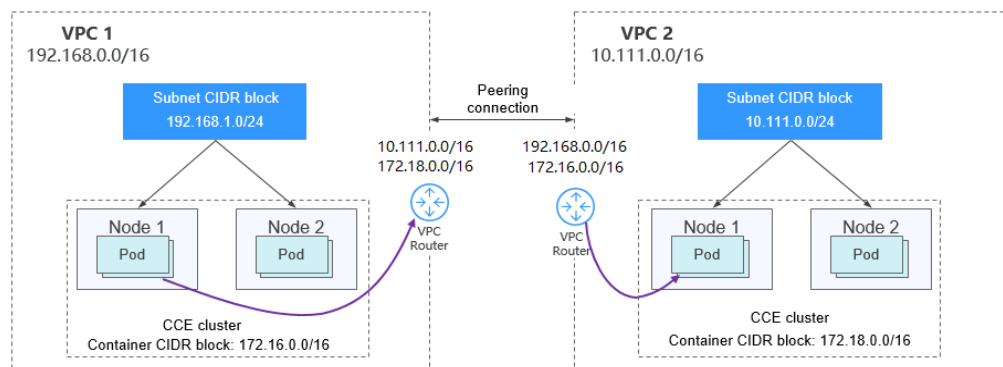 VPC 1
192.168.0.0/16
Subnet CIDR block
192.168.1.0/24
Node 1
Pod
Node 2
Pod
CCE cluster
Container CIDR block: 172.16.0.0/16
Peering
connection
10.111.0.0/16
172.18.0.0/16
VPC
Router
192.168.0.0/16
172.16.0.0/16
VPC
Router
VPC 2
10.111.0.0/16
Subnet CIDR block
10.111.0.0/24
Node 1
Pod
Node 2
Pod
CCE cluster
Container CIDR block: 172.18.0.0/16